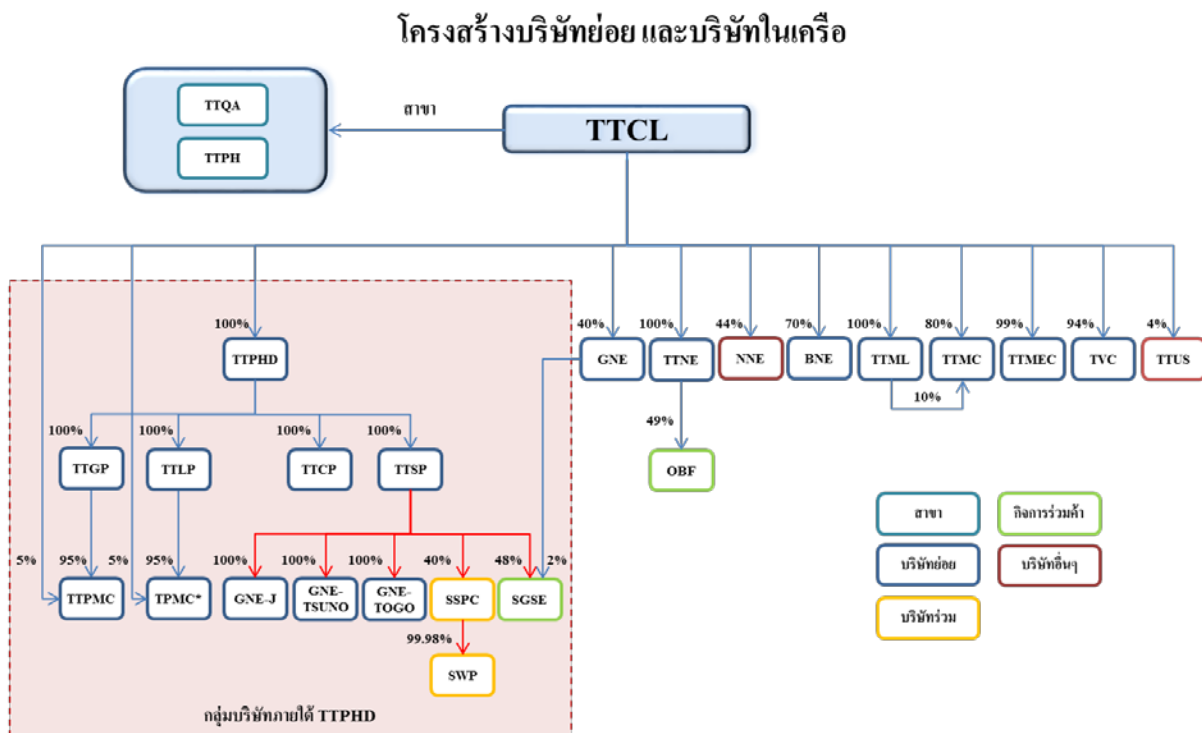 โครงสร้างบริษัทย่อย และบริษัทในเครือ
TTQA
TTPH
สาขา
TTCL
100%
40%
100%
44%
70%
100%
80%
99%
94%
4%
TTPHD
GNE
TTNE
NNE
BNE
TTML
TTMC
TTMEC
TVC
TTUS
10%
100%
100%
100%
100%
49%
TTGP
TTLP
TTCP
TTSP
OBF
5%
95%
5%
95%
100%
100%
100%
40%
48%
2%
TTPMC
TPMC*
GNE-J
GNE-
TSUNO
GNE-
TOGO
SSPC
SGSE
99.98%
SWP
กลุ่มบริษัทภายใต้ TTPHD
สาขา
กิจการร่วมค้า
บริษัทย่อย
บริษัทอื่นๆ
บริษัทร่วม